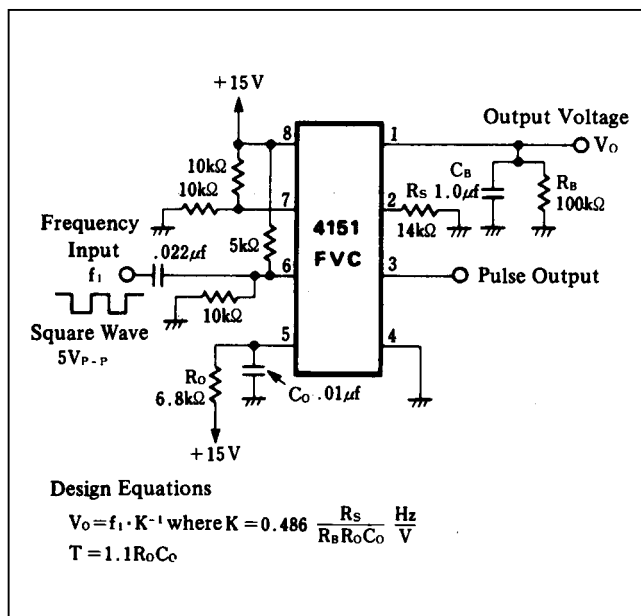 +15V
Output Voltage
8
1
Vo
10kΩ
10kΩ
CB
1.0μf
RB
100kΩ
7
2
RS
14kΩ
4151
FVC
Frequency
Input
f1
.022μf
5kΩ
6
3
Pulse Output
Square Wave
5VP-P
10kΩ
5
4
Ro
6.8kΩ
Co .01μf
+15V
Design Equations
Vo=f1·K⁻¹ where K=0.486 RS/RBRoCo Hz/V
T=1.1RoCo